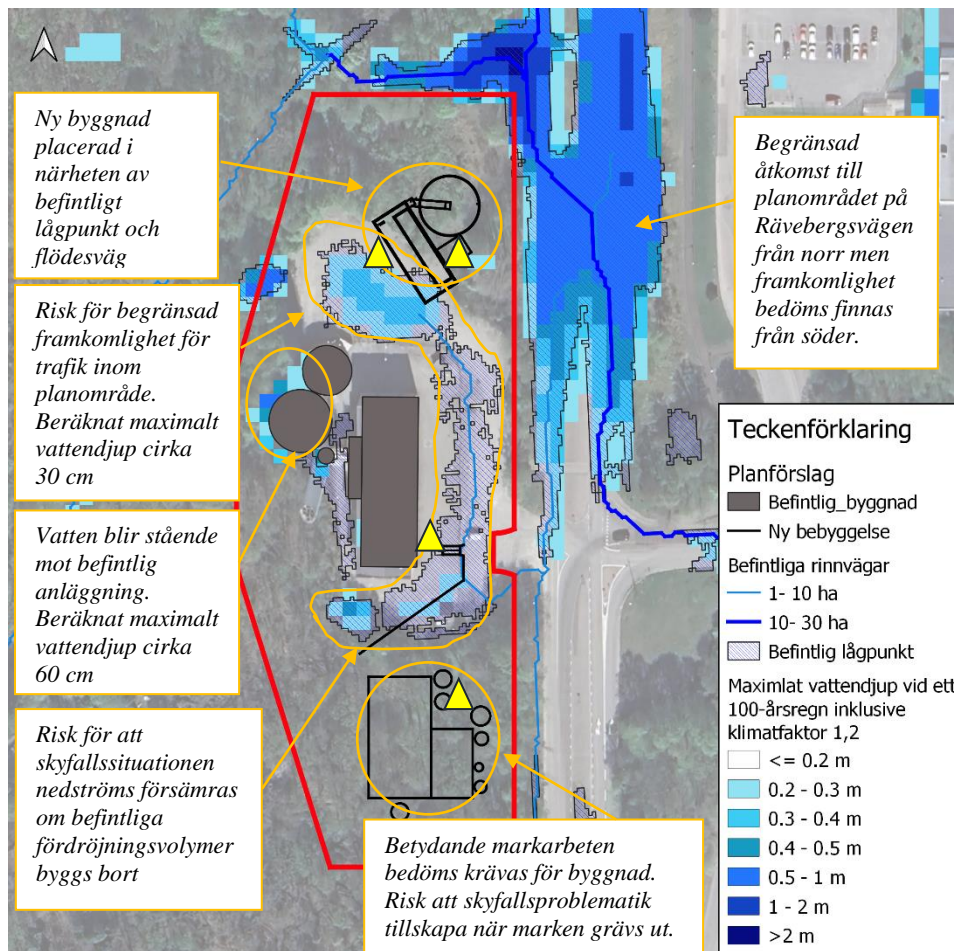 Ny byggnad
placerad i
närheten av
befintligt
lågpunkt och
flödesväg
Risk för begränsad
framkomlighet för
trafik inom
planområde.
Beräknat maximalt
vattendjup cirka
30 cm
Vatten blir stående
mot befintlig
anläggning.
Beräknat maximalt
vattendjup cirka
60 cm
Risk för att
skyfallssituationen
nedströms försämras
om befintliga
fördröjningsvolymer
byggs bort
Betydande markarbeten
bedöms krävas för byggnad.
Risk att skyfallsproblematik
tillskapa när marken grävs ut.
Begränsad
åtkomst till
planområdet på
Rävebergsvägen
från norr men
framkomlighet
bedöms finnas
från söder.
Teckenförklaring
Planförslag
Befintlig_byggnad
Ny bebyggelse
Befintliga rinnvägar
1- 10 ha
10- 30 ha
Befintlig lågpunkt
Maximlat vattendjup vid ett
100-årsregn inklusive
klimatfaktor 1,2
<= 0.2 m
0.2 - 0.3 m
0.3 - 0.4 m
0.4 - 0.5 m
0.5 - 1 m
1 - 2 m
>2 m